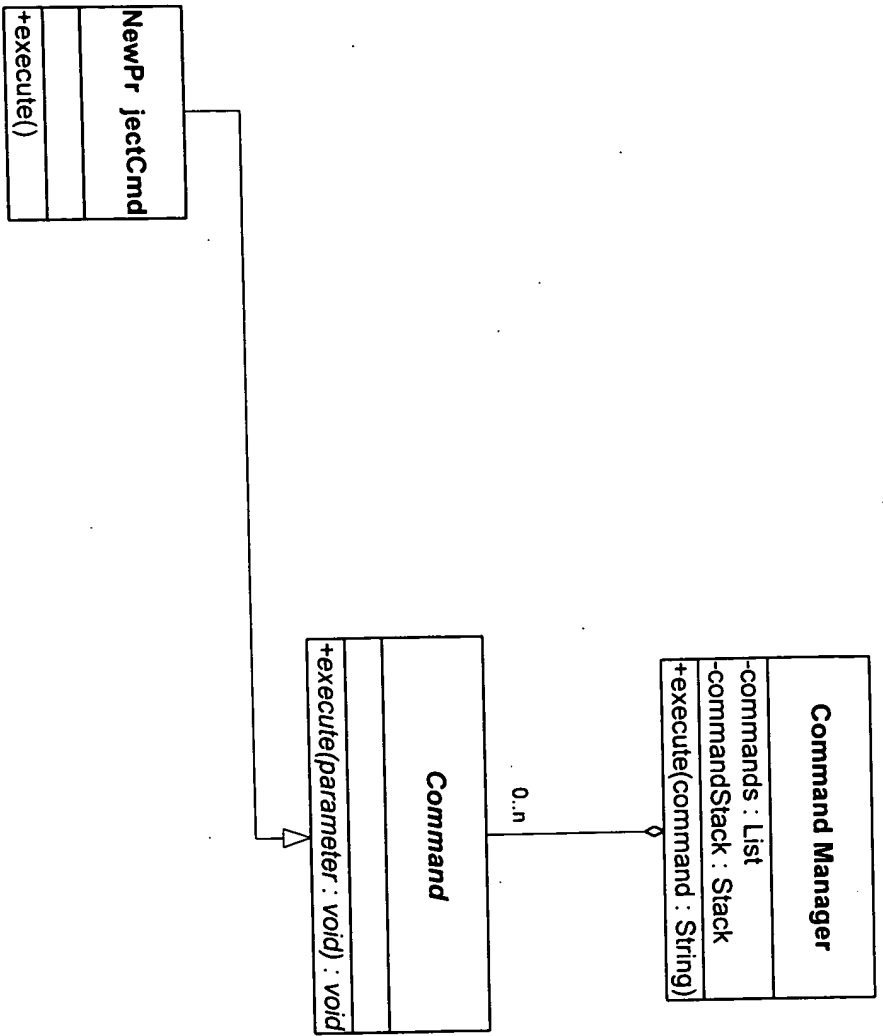 Command Manager
-commands : List
-commandStack : Stack
+execute(command : String)
0..n
Command
+execute(parameter : void) : void
NewPr jectCmd
+execute()